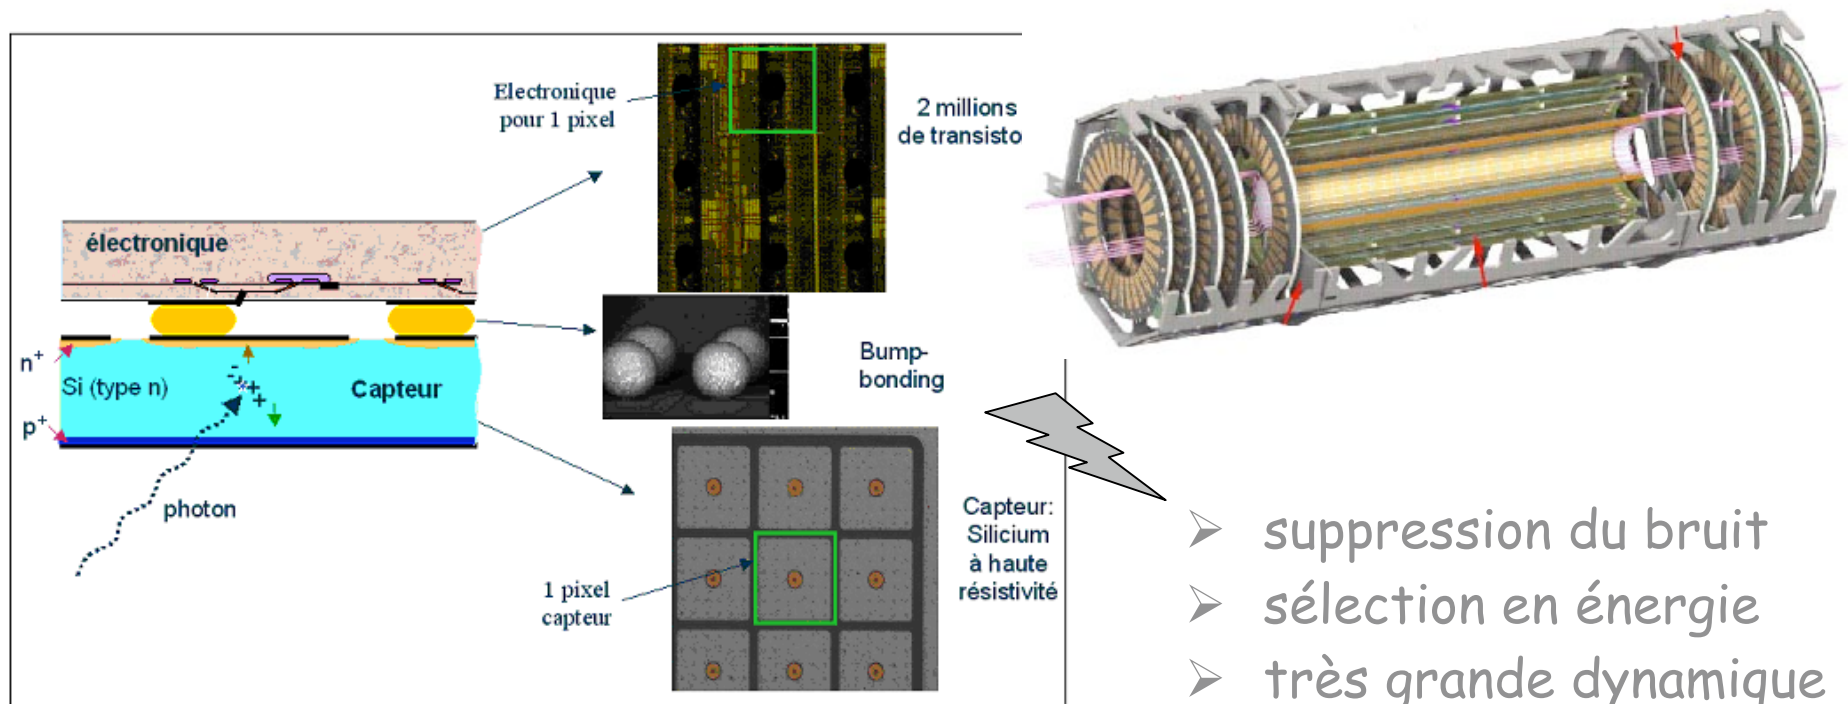 Electronique
pour 1 pixel
2 millions
de transisto
électronique
n+
Si (type n)
Capteur
p+
- -
+ +
photon
Bump-
bonding
Capteur:
Silicium
à haute
résistivité
1 pixel
capteur
➢ suppression du bruit
➢ sélection en énergie
➢ très grande dynamique